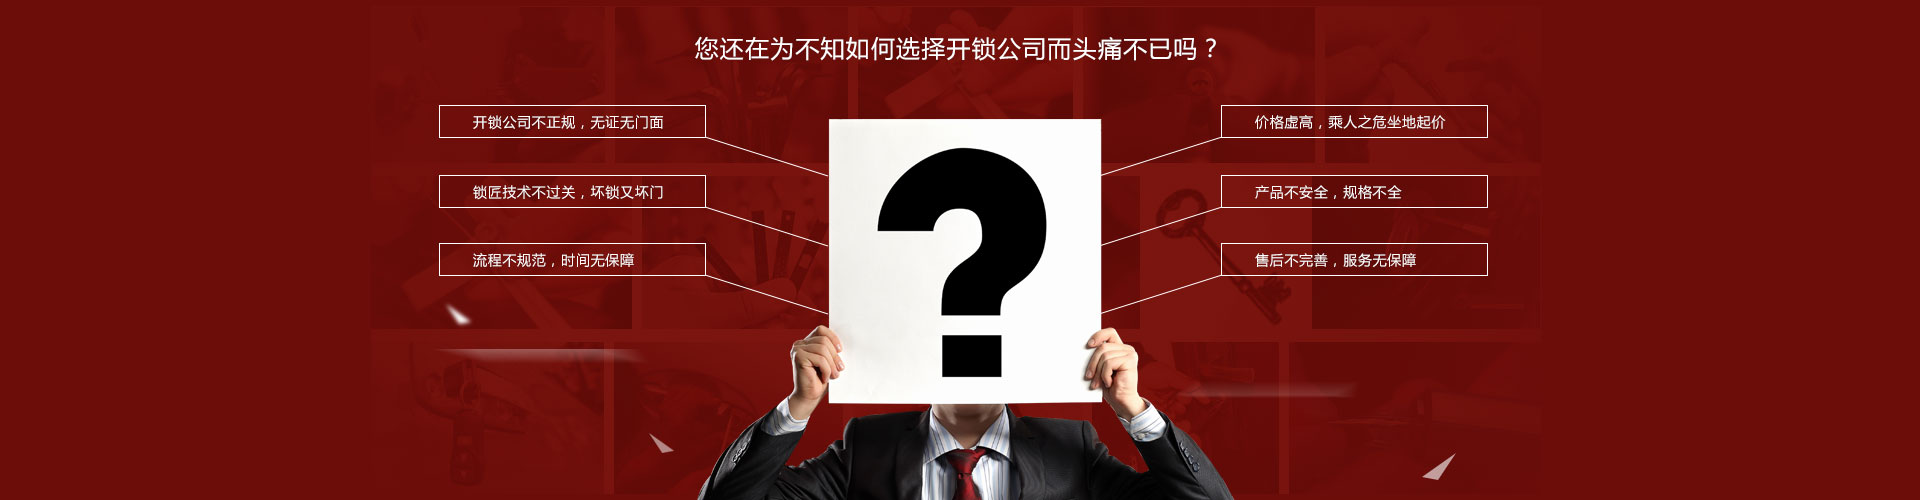 您还在为不知如何选择开锁公司而头痛不已吗？
开锁公司不正规，无证无门面
锁匠技术不过关，坏锁又坏门
流程不规范，时间无保障
?
价格虚高，乘人之危坐地起价
产品不安全，规格不全
售后不完善，服务无保障